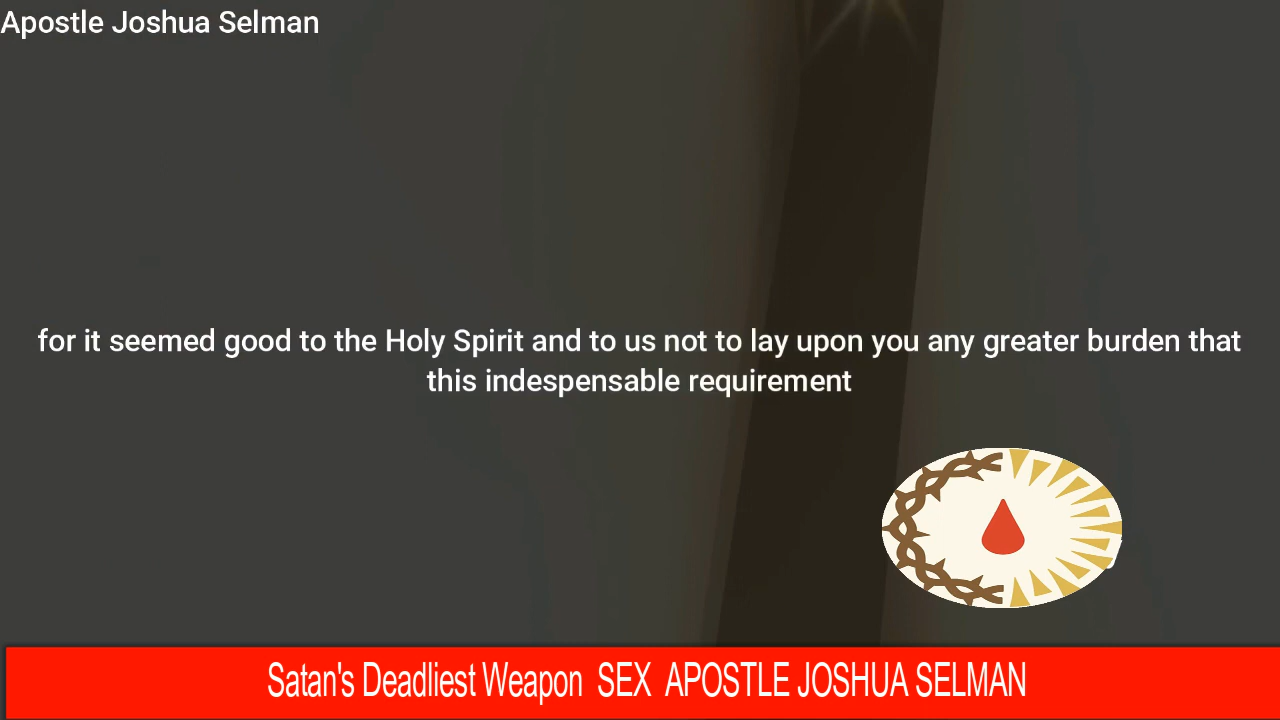 Apostle Joshua Selman
for it seemed good to the Holy Spirit and to us not to lay upon you any greater burden that
this indespensable requirement
Satan's Deadliest Weapon SEX APOSTLE JOSHUA SELMAN